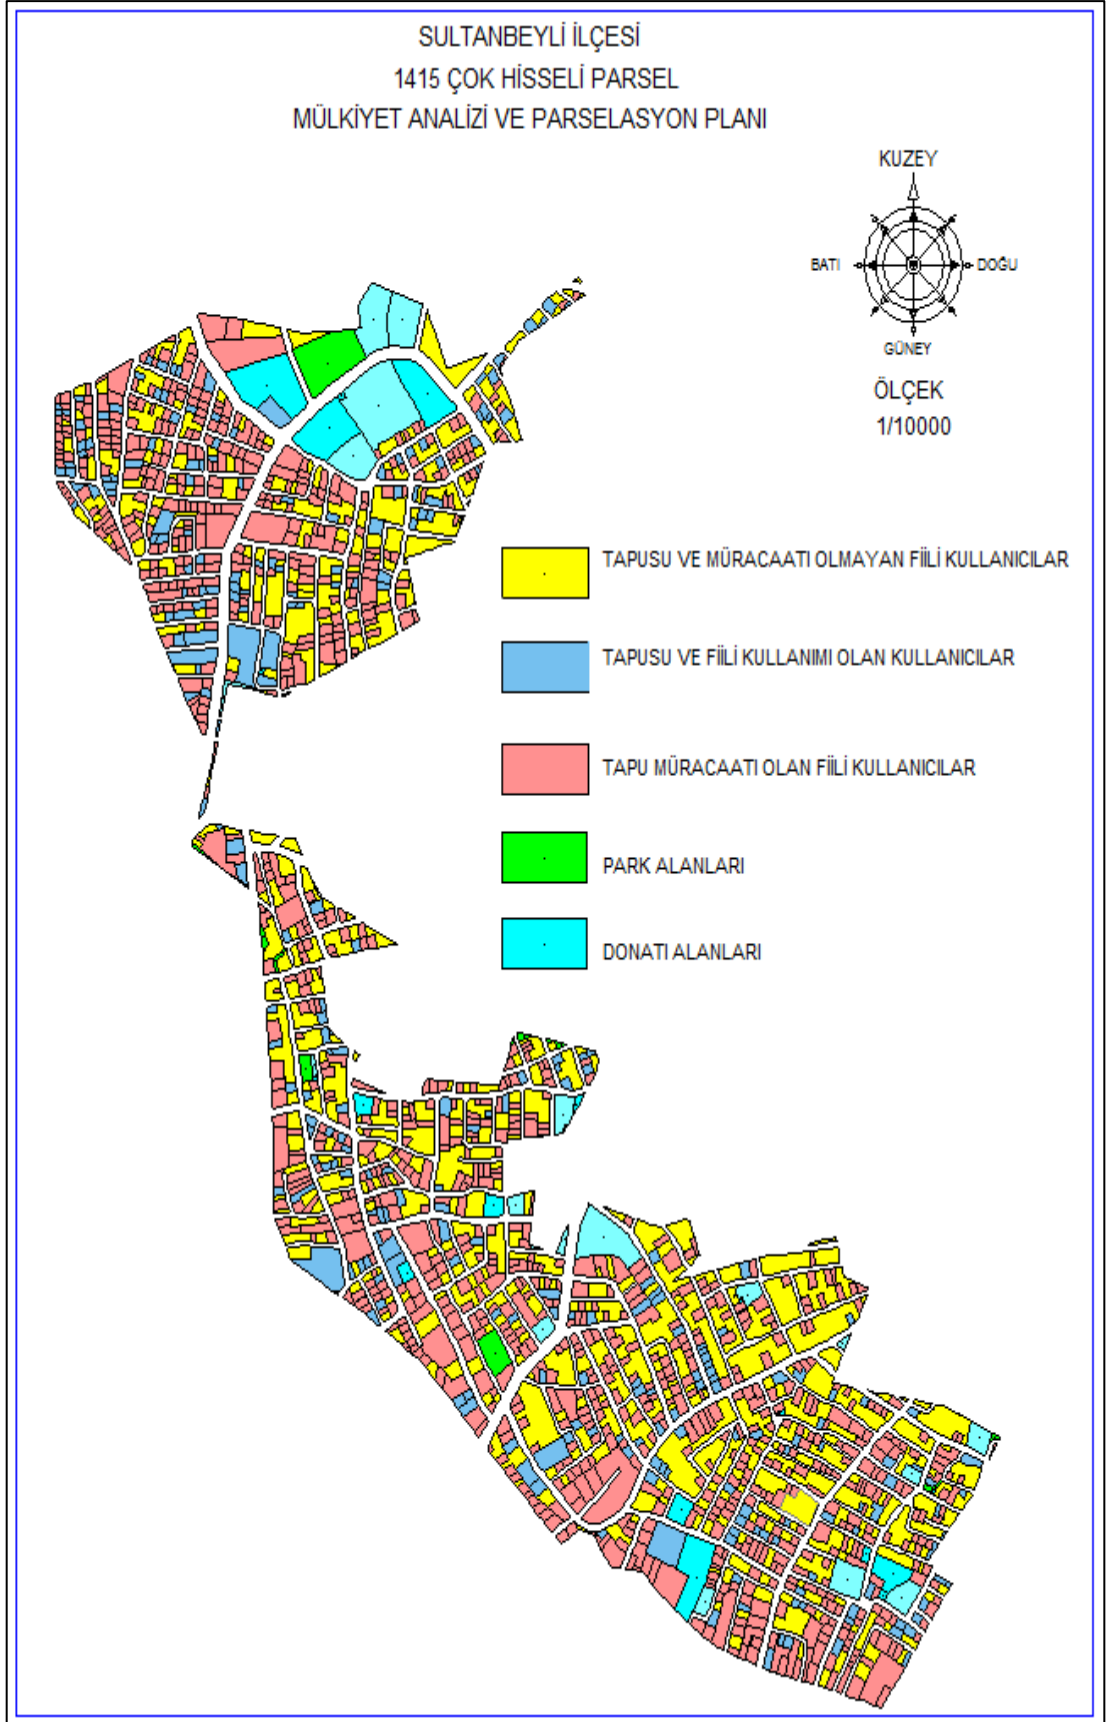 SULTANBEYLİ İLÇESİ
1415 ÇOK HİSSELİ PARSEL
MÜLKİYET ANALİZİ VE PARSELASYON PLANI
KUZEY
BATI
DOĞU
GÜNEY
ÖLÇEK
1/10000
TAPUSU VE MÜRACAATI OLMAYAN FİİLİ KULLANICILAR
TAPUSU VE FİİLİ KULLANIMI OLAN KULLANICILAR
TAPU MÜRACAATI OLAN FİİLİ KULLANICILAR
PARK ALANLARI
DONATI ALANLARI